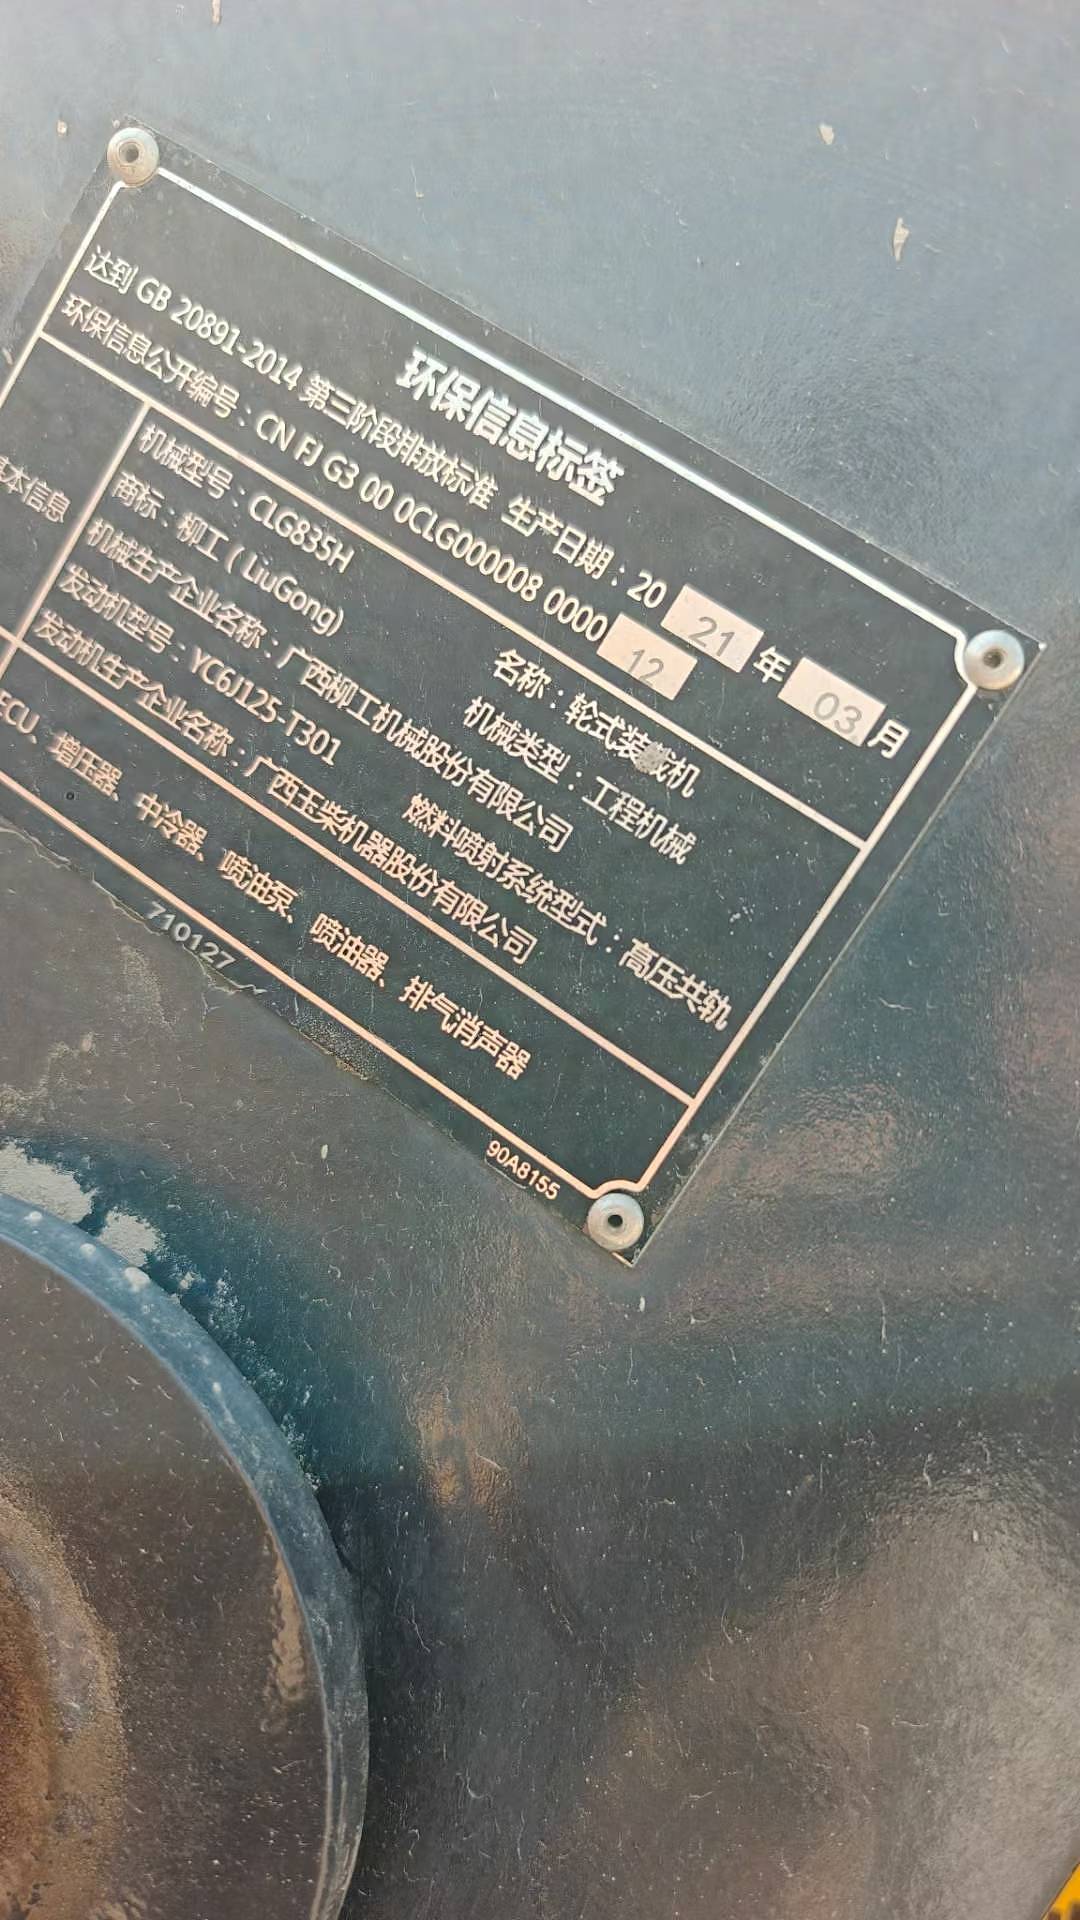 环保信息标签
达到 GB 20891-2014 第三阶段排放标准 生产日期：20 21 年 03 月
环保信息公开编号：CN FJ G3 00 0CLG000008 0000 12
本信息
机械型号：CLG835H 名称：轮式装载机
商标：柳工（LiuGong) 机械类型：工程机械
机械生产企业名称：广西柳工机械股份有限公司
发动机型号：YC6J125-T301 燃料喷射系统型式：高压共轨
发动机生产企业名称：广西玉柴机器股份有限公司
ECU、增压器、中冷器、喷油泵、喷油器、排气消声器
710127 90A8155